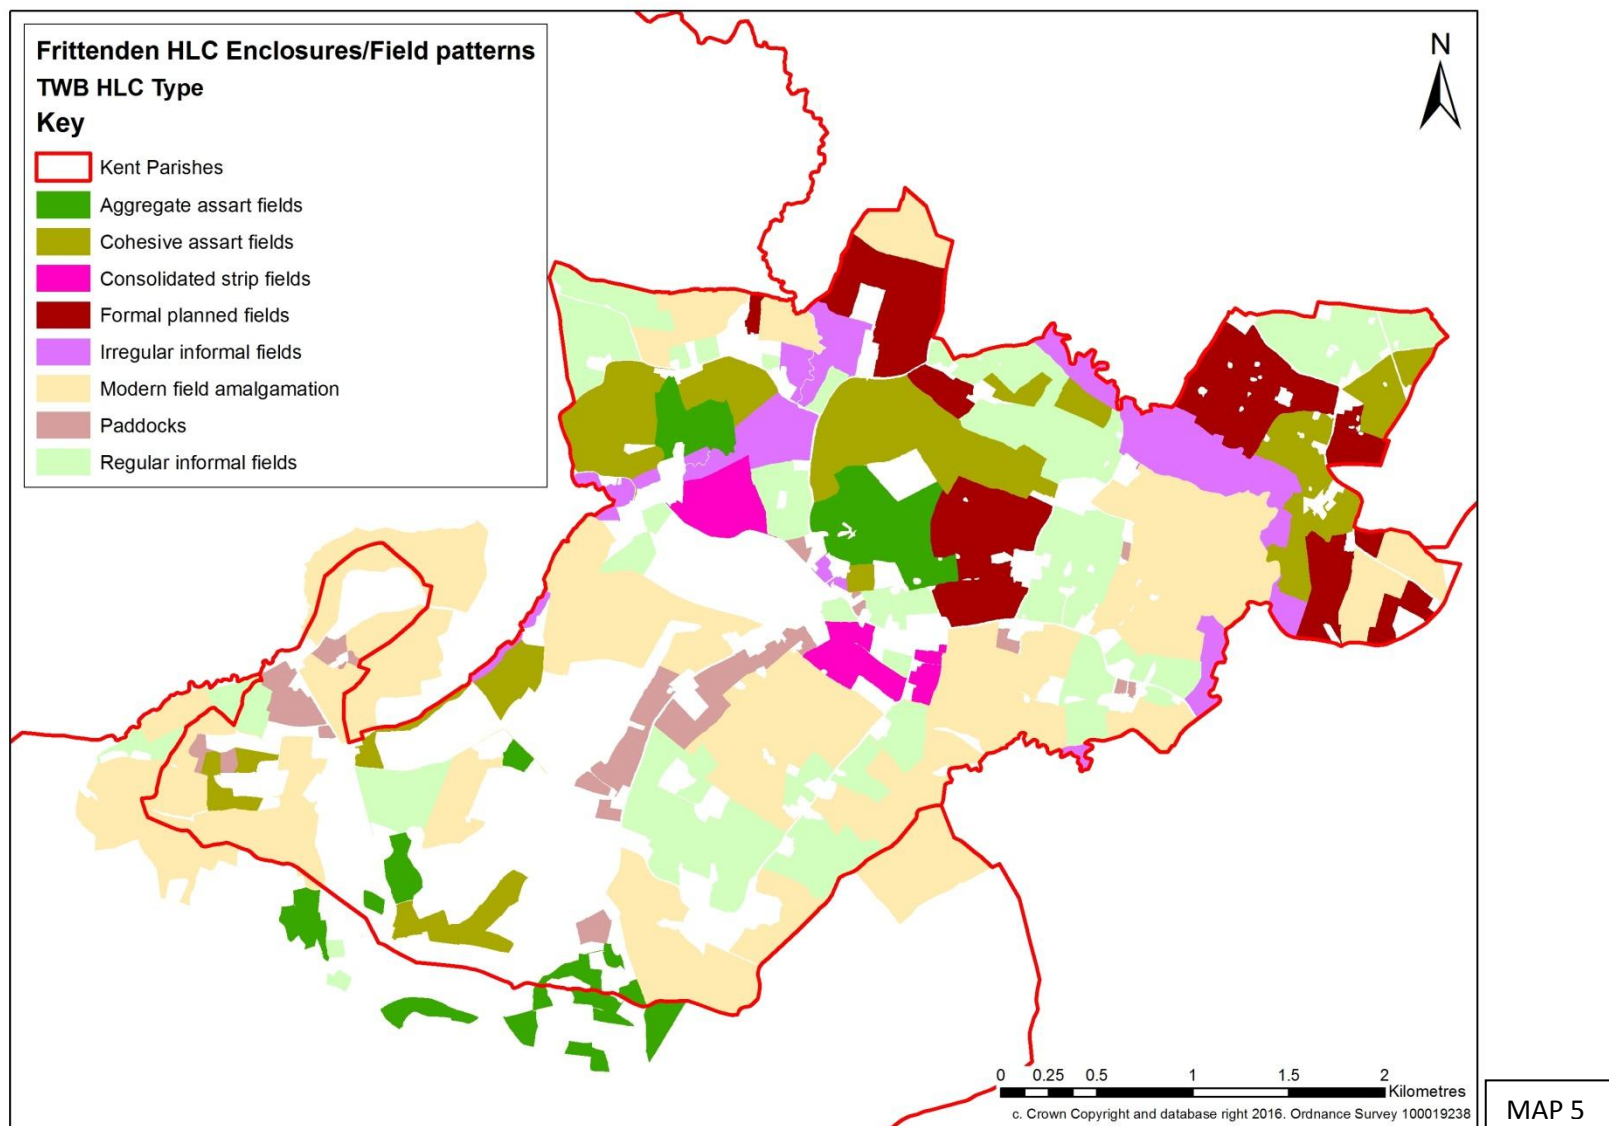 Frittenden HLC Enclosures/Field patterns
TWB HLC Type
Key
Kent Parishes
Aggregate assart fields
Cohesive assart fields
Consolidated strip fields
Formal planned fields
Irregular informal fields
Modern field amalgamation
Paddocks
Regular informal fields
N
0 0.25 0.5 1 1.5 2
Kilometres
c. Crown Copyright and database right 2016. Ordnance Survey 100019238
MAP 5